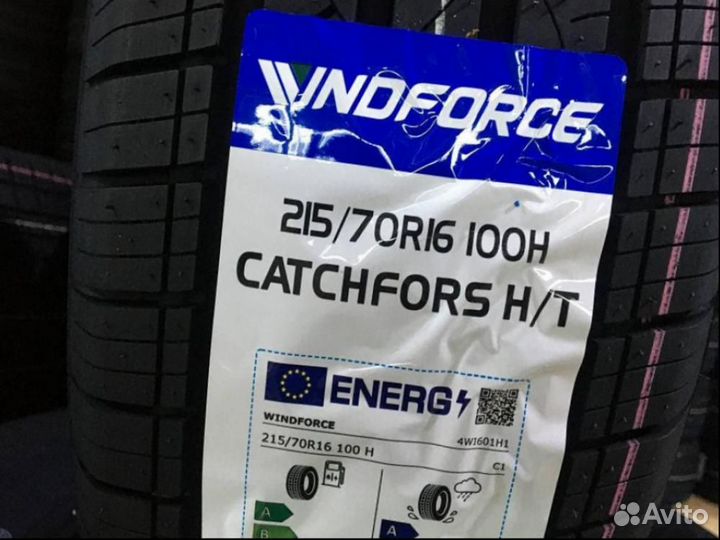 WINDFORCE
215/70R16 100H
CATCHFORS H/T
ENERG
WINDFORCE 4WI601H1
215/70R16 100 H C1
A A
B
Avito